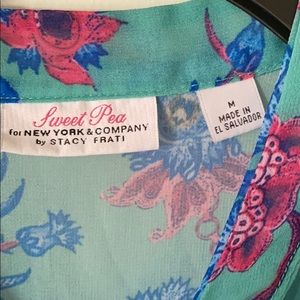 Sweet Pea
for NEW YORK & COMPANY
by STACY FRATI
M
MADE IN
EL SALVADOR